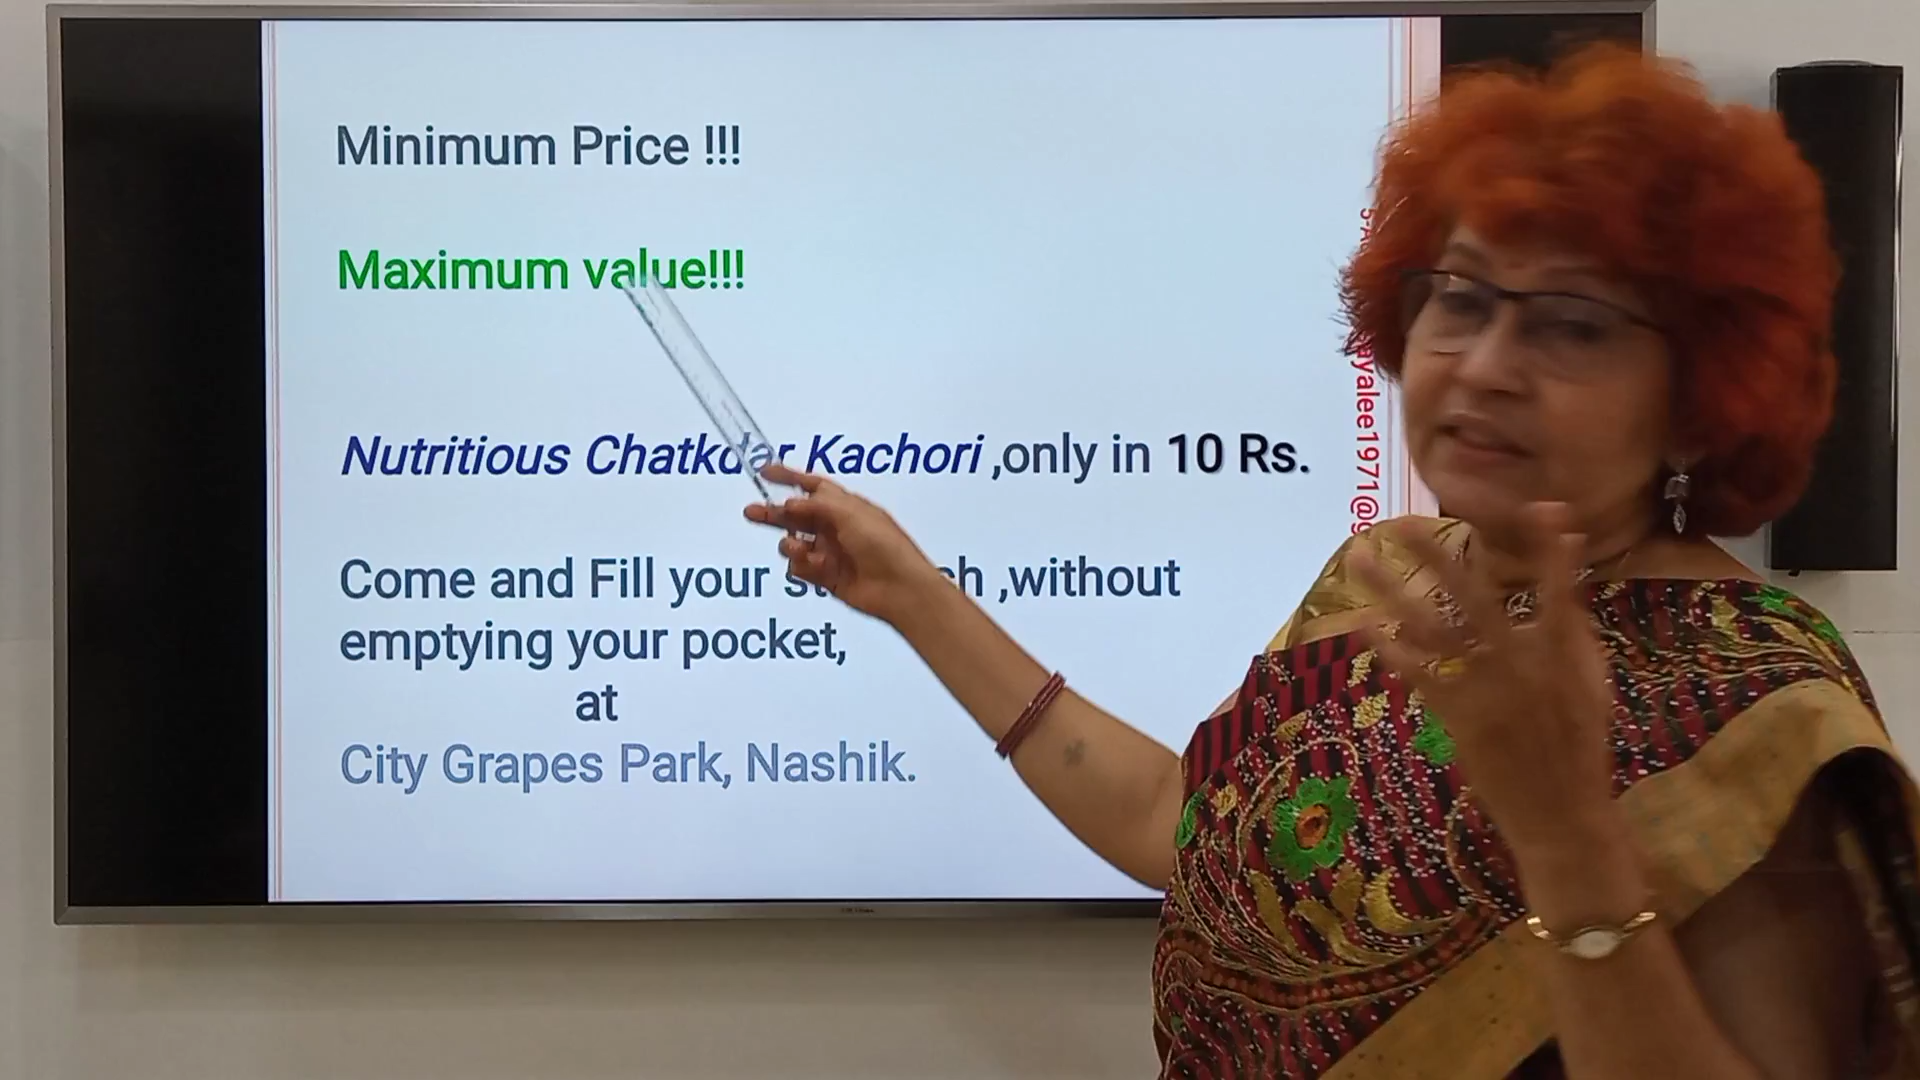 Minimum Price !!!
Maximum value!!!
Nutritious Chatkdar Kachori ,only in 10 Rs.
Come and Fill your ,without
emptying your pocket,
at
City Grapes Park, Nashik.